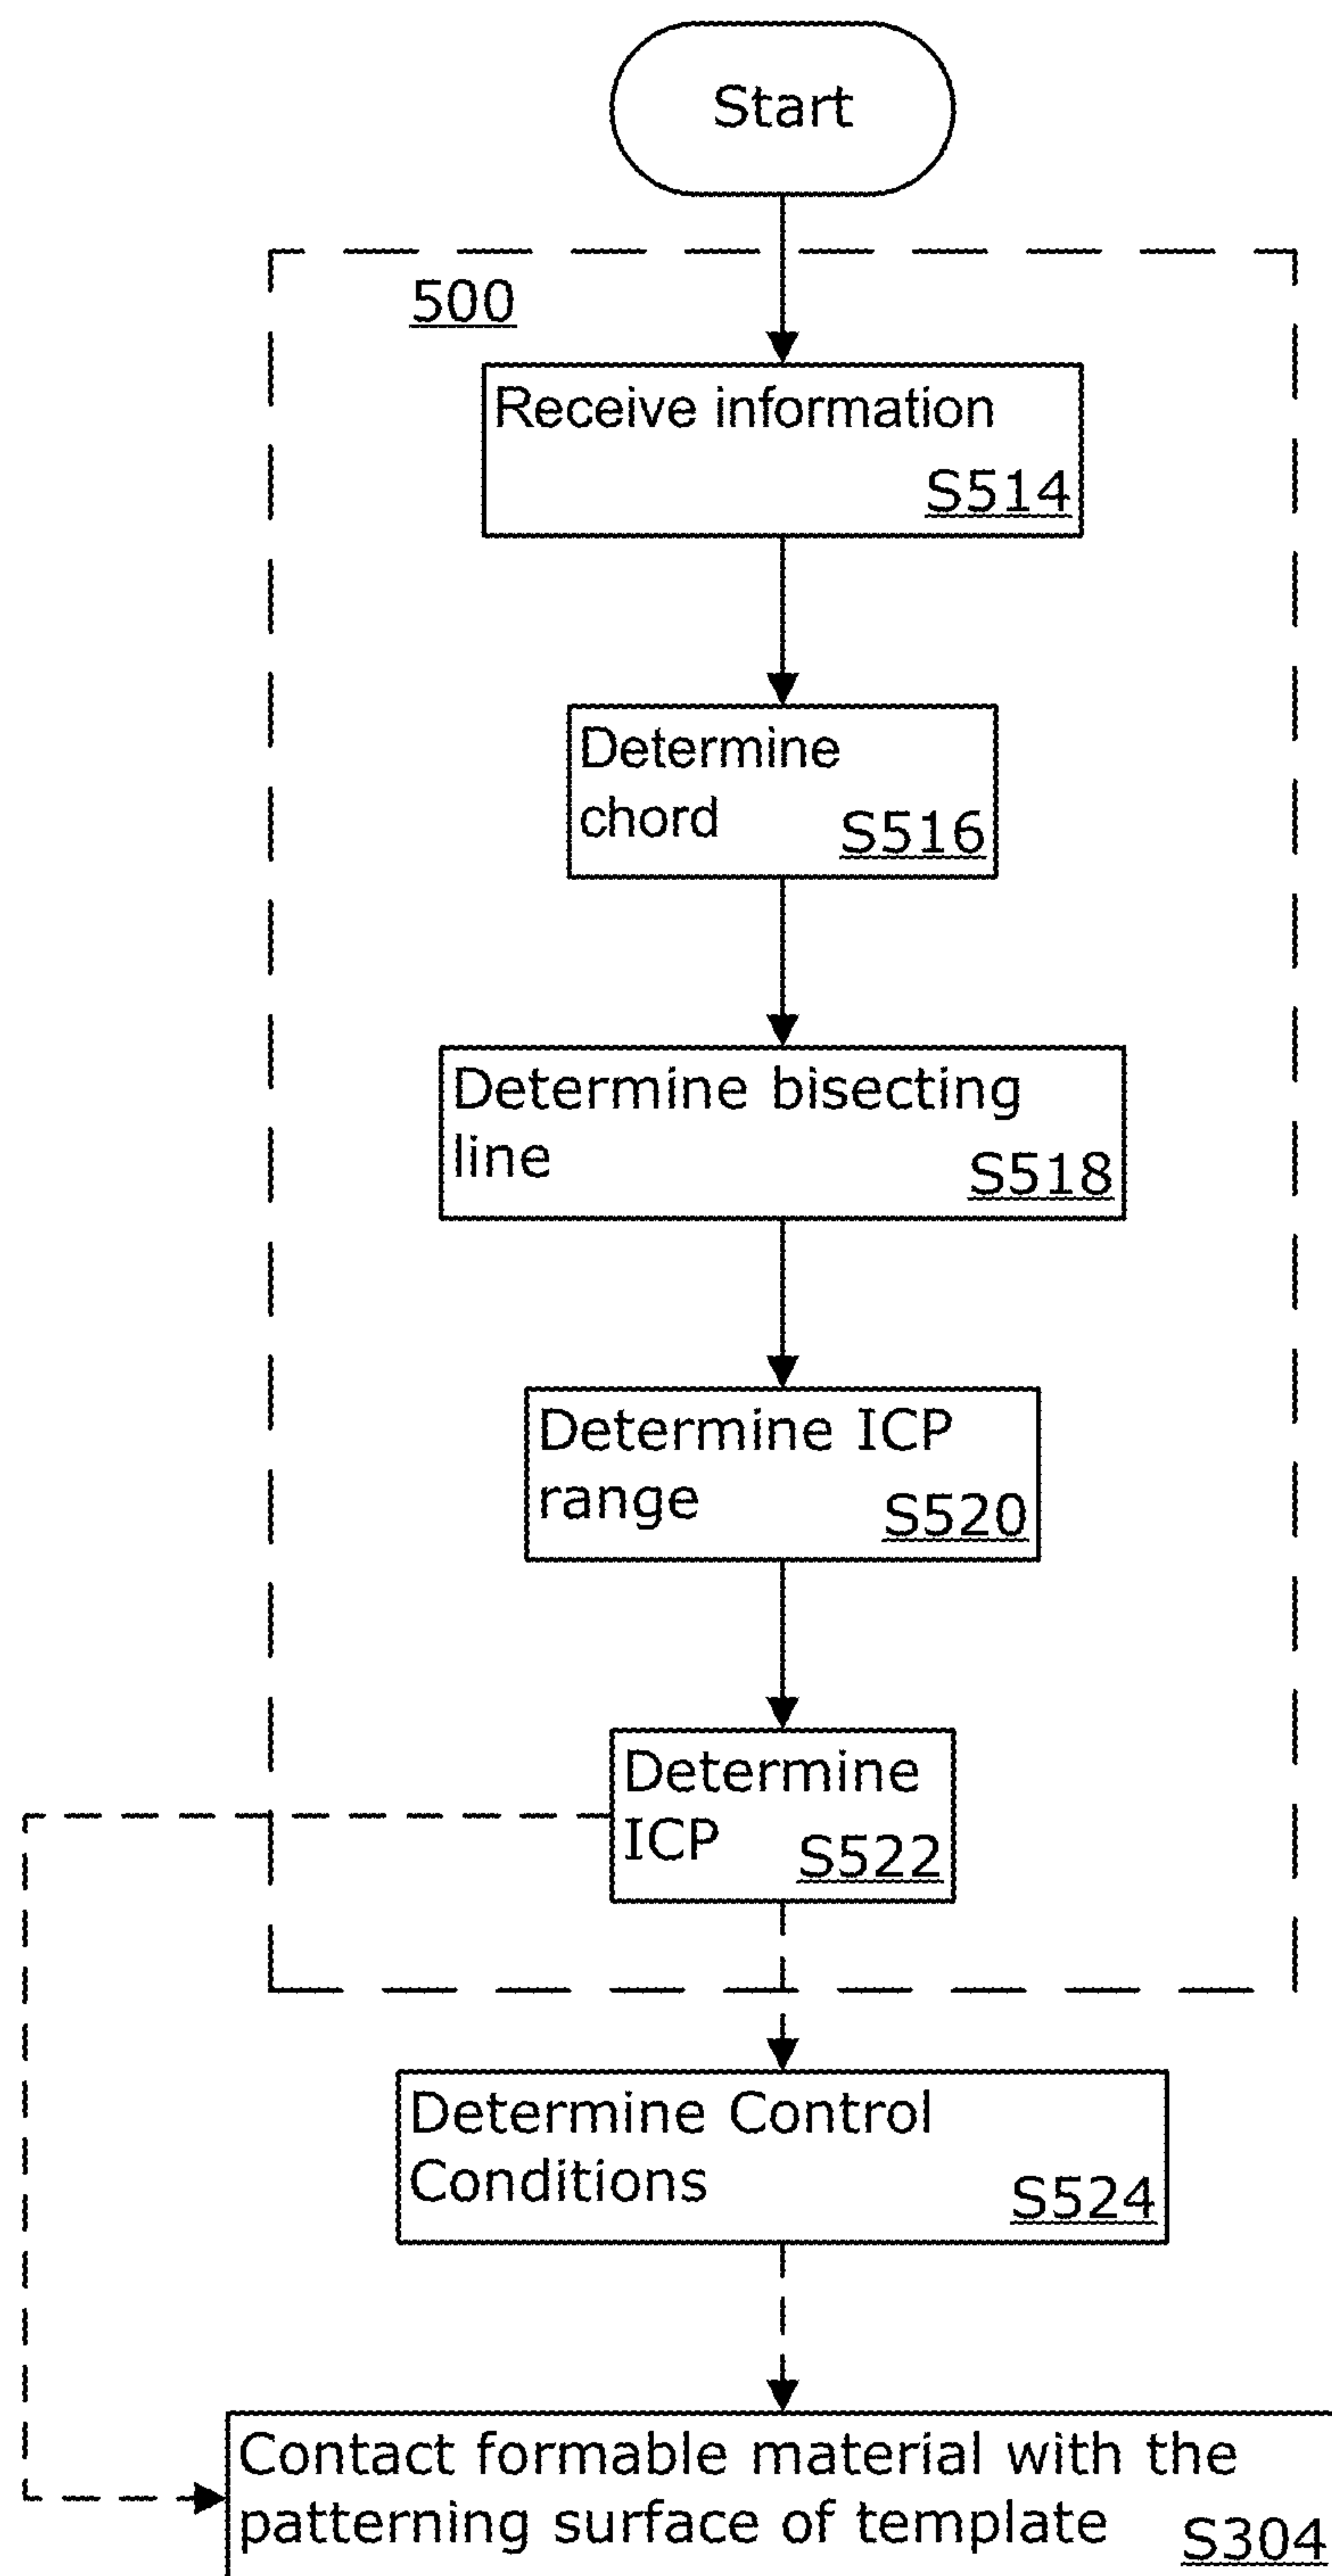 Start
500
Receive information
S514
Determine
chord
S516
Determine bisecting
line
S518
Determine ICP
range
S520
Determine
ICP
S522
Determine Control
Conditions
S524
Contact formable material with the
patterning surface of template
S304